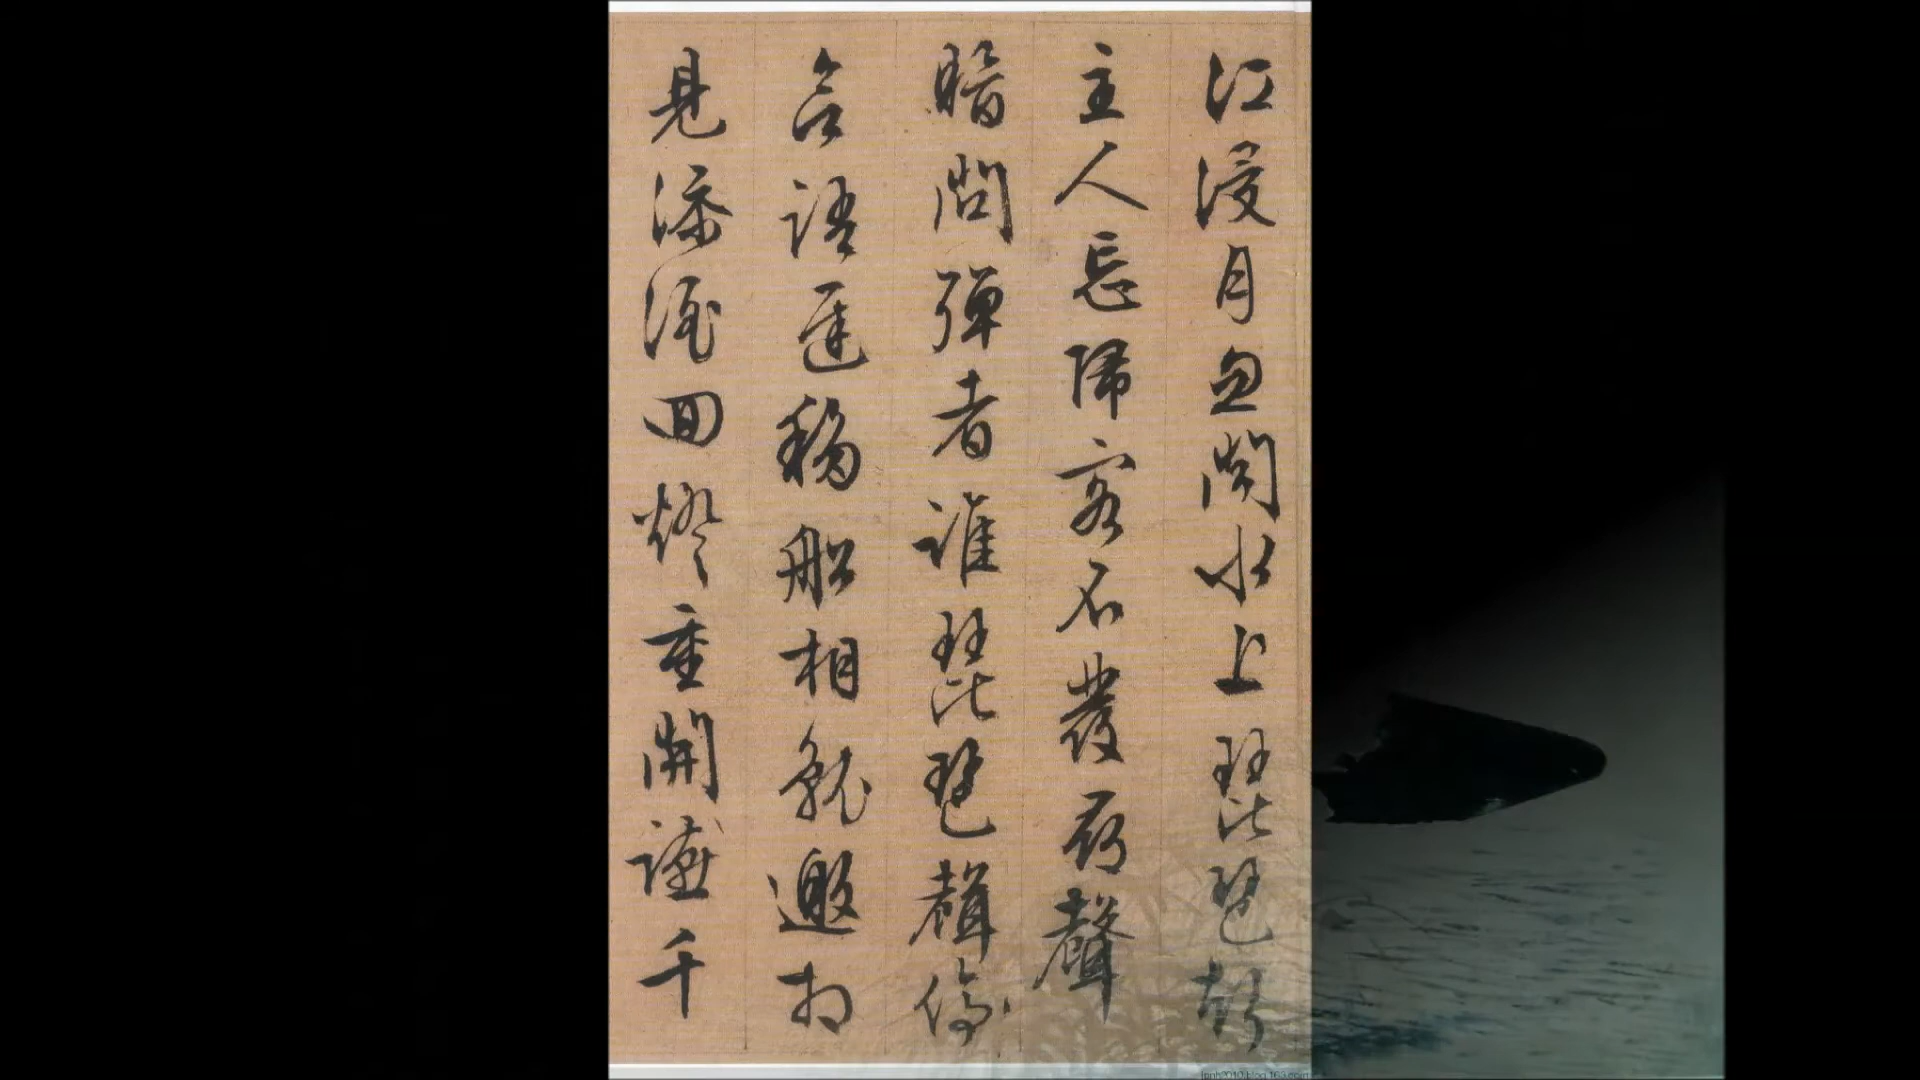 江浸月忽聞水上琵琶聲
主人忘歸客不發尋聲
暗問彈者誰琵琶聲停
含語遲移船相就邀相
見添酒回燈重開讌千